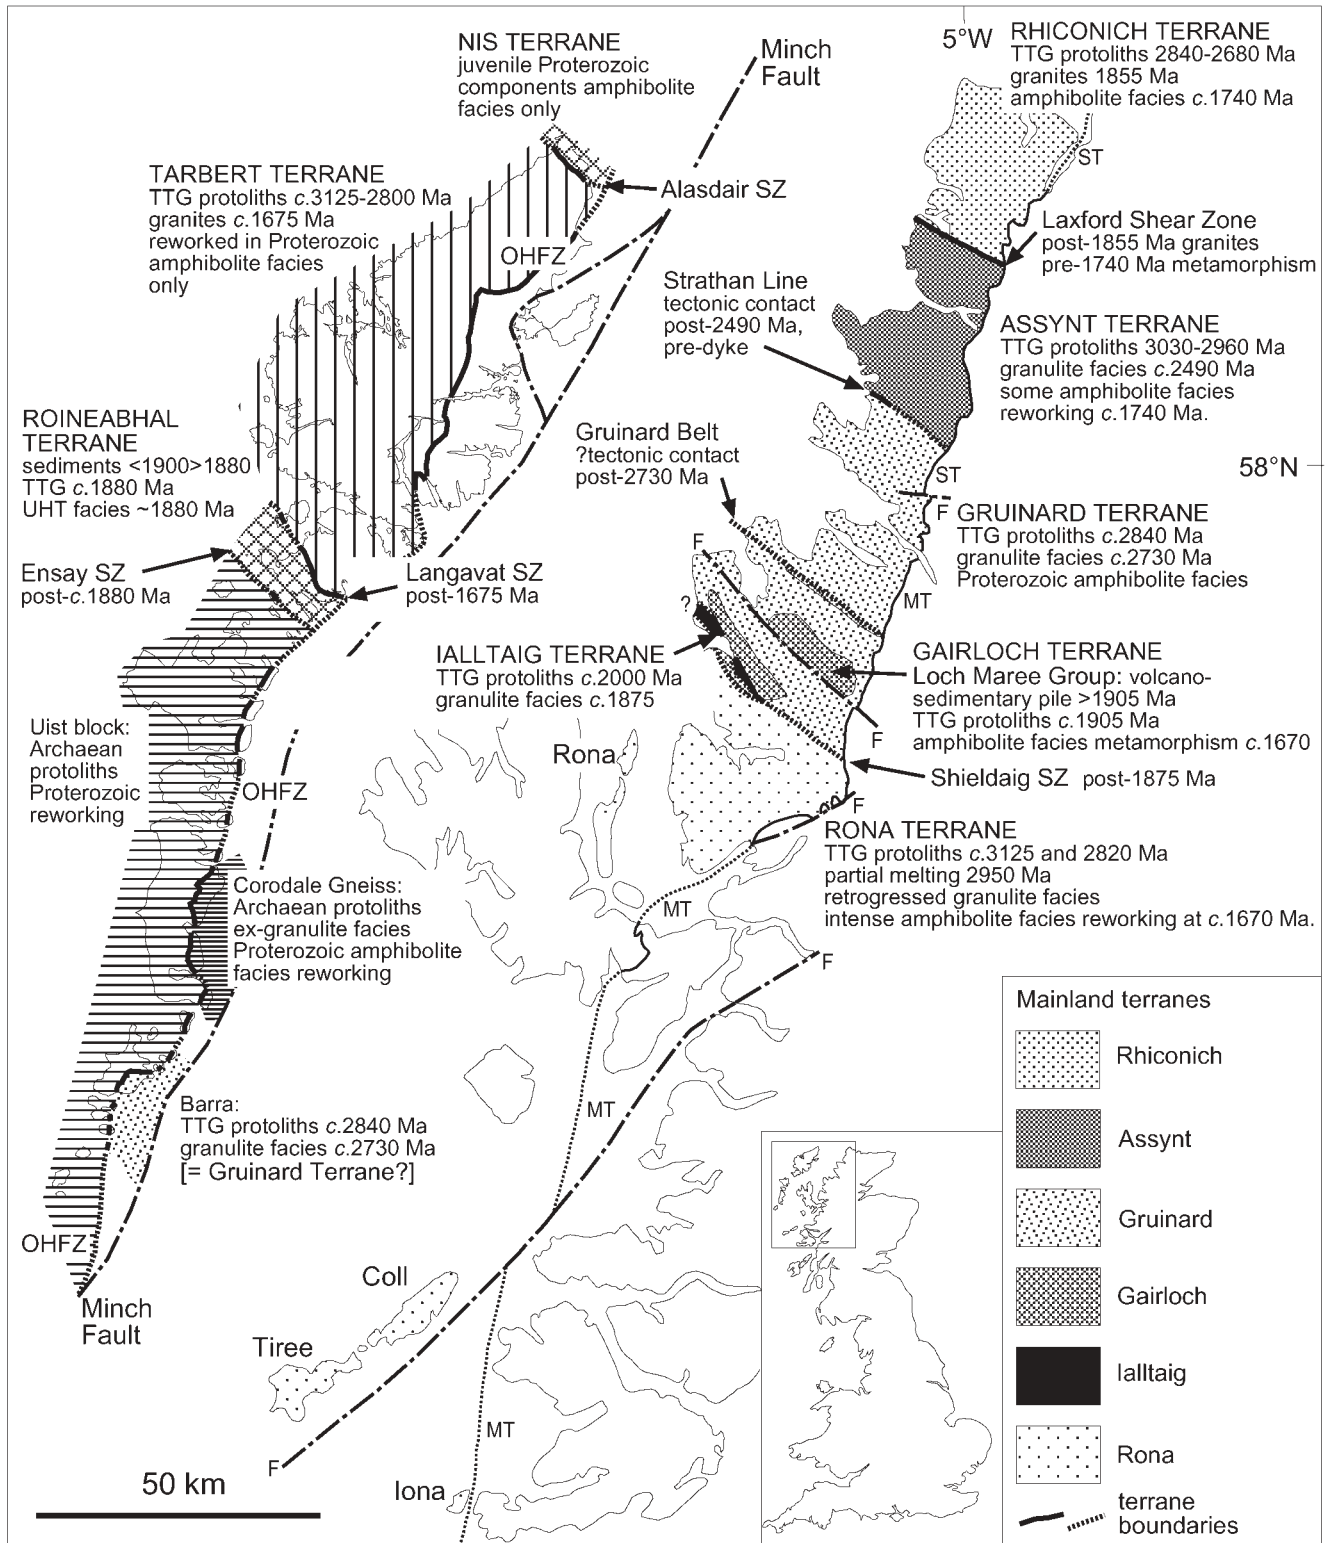 NIS TERRANE
juvenile Proterozoic
components amphibolite
facies only
Minch
Fault
5°W
RHICONICH TERRANE
TTG protoliths 2840-2680 Ma
granites 1855 Ma
amphibolite facies c.1740 Ma
ST
TARBERT TERRANE
TTG protoliths c.3125-2800 Ma
granites c.1675 Ma
reworked in Proterozoic
amphibolite facies
only
Alasdair SZ
OHFZ
Laxford Shear Zone
post-1855 Ma granites
pre-1740 Ma metamorphism
Strathan Line
tectonic contact
post-2490 Ma,
pre-dyke
ASSYNT TERRANE
TTG protoliths 3030-2960 Ma
granulite facies c.2490 Ma
some amphibolite facies
reworking c.1740 Ma.
ROINEABHAL
TERRANE
sediments <1900>1880
TTG c.1880 Ma
UHT facies ~1880 Ma
Gruinard Belt
?tectonic contact
post-2730 Ma
58°N
ST
F
GRUINARD TERRANE
TTG protoliths c.2840 Ma
granulite facies c.2730 Ma
Proterozoic amphibolite facies
F
Ensay SZ
post-c.1880 Ma
Langavat SZ
post-1675 Ma
MT
?
IALLTAIG TERRANE
TTG protoliths c.2000 Ma
granulite facies c.1875
GAIRLOCH TERRANE
Loch Maree Group: volcano-
sedimentary pile >1905 Ma
TTG protoliths c.1905 Ma
amphibolite facies metamorphism c.1670
F
Shieldaig SZ post-1875 Ma
Uist block:
Archaean
protoliths
Proterozoic
reworking
OHFZ
Rona
F
RONA TERRANE
TTG protoliths c.3125 and 2820 Ma
partial melting 2950 Ma
retrogressed granulite facies
intense amphibolite facies reworking at c.1670 Ma.
MT
Corodale Gneiss:
Archaean protoliths
ex-granulite facies
Proterozoic amphibolite
facies reworking
F
MT
Barra:
TTG protoliths c.2840 Ma
granulite facies c.2730 Ma
[= Gruinard Terrane?]
OHFZ
Minch
Fault
Coll
Tiree
MT
F
Iona
50 km
Mainland terranes
Rhiconich
Assynt
Gruinard
Gairloch
Ialltaig
Rona
terrane
boundaries